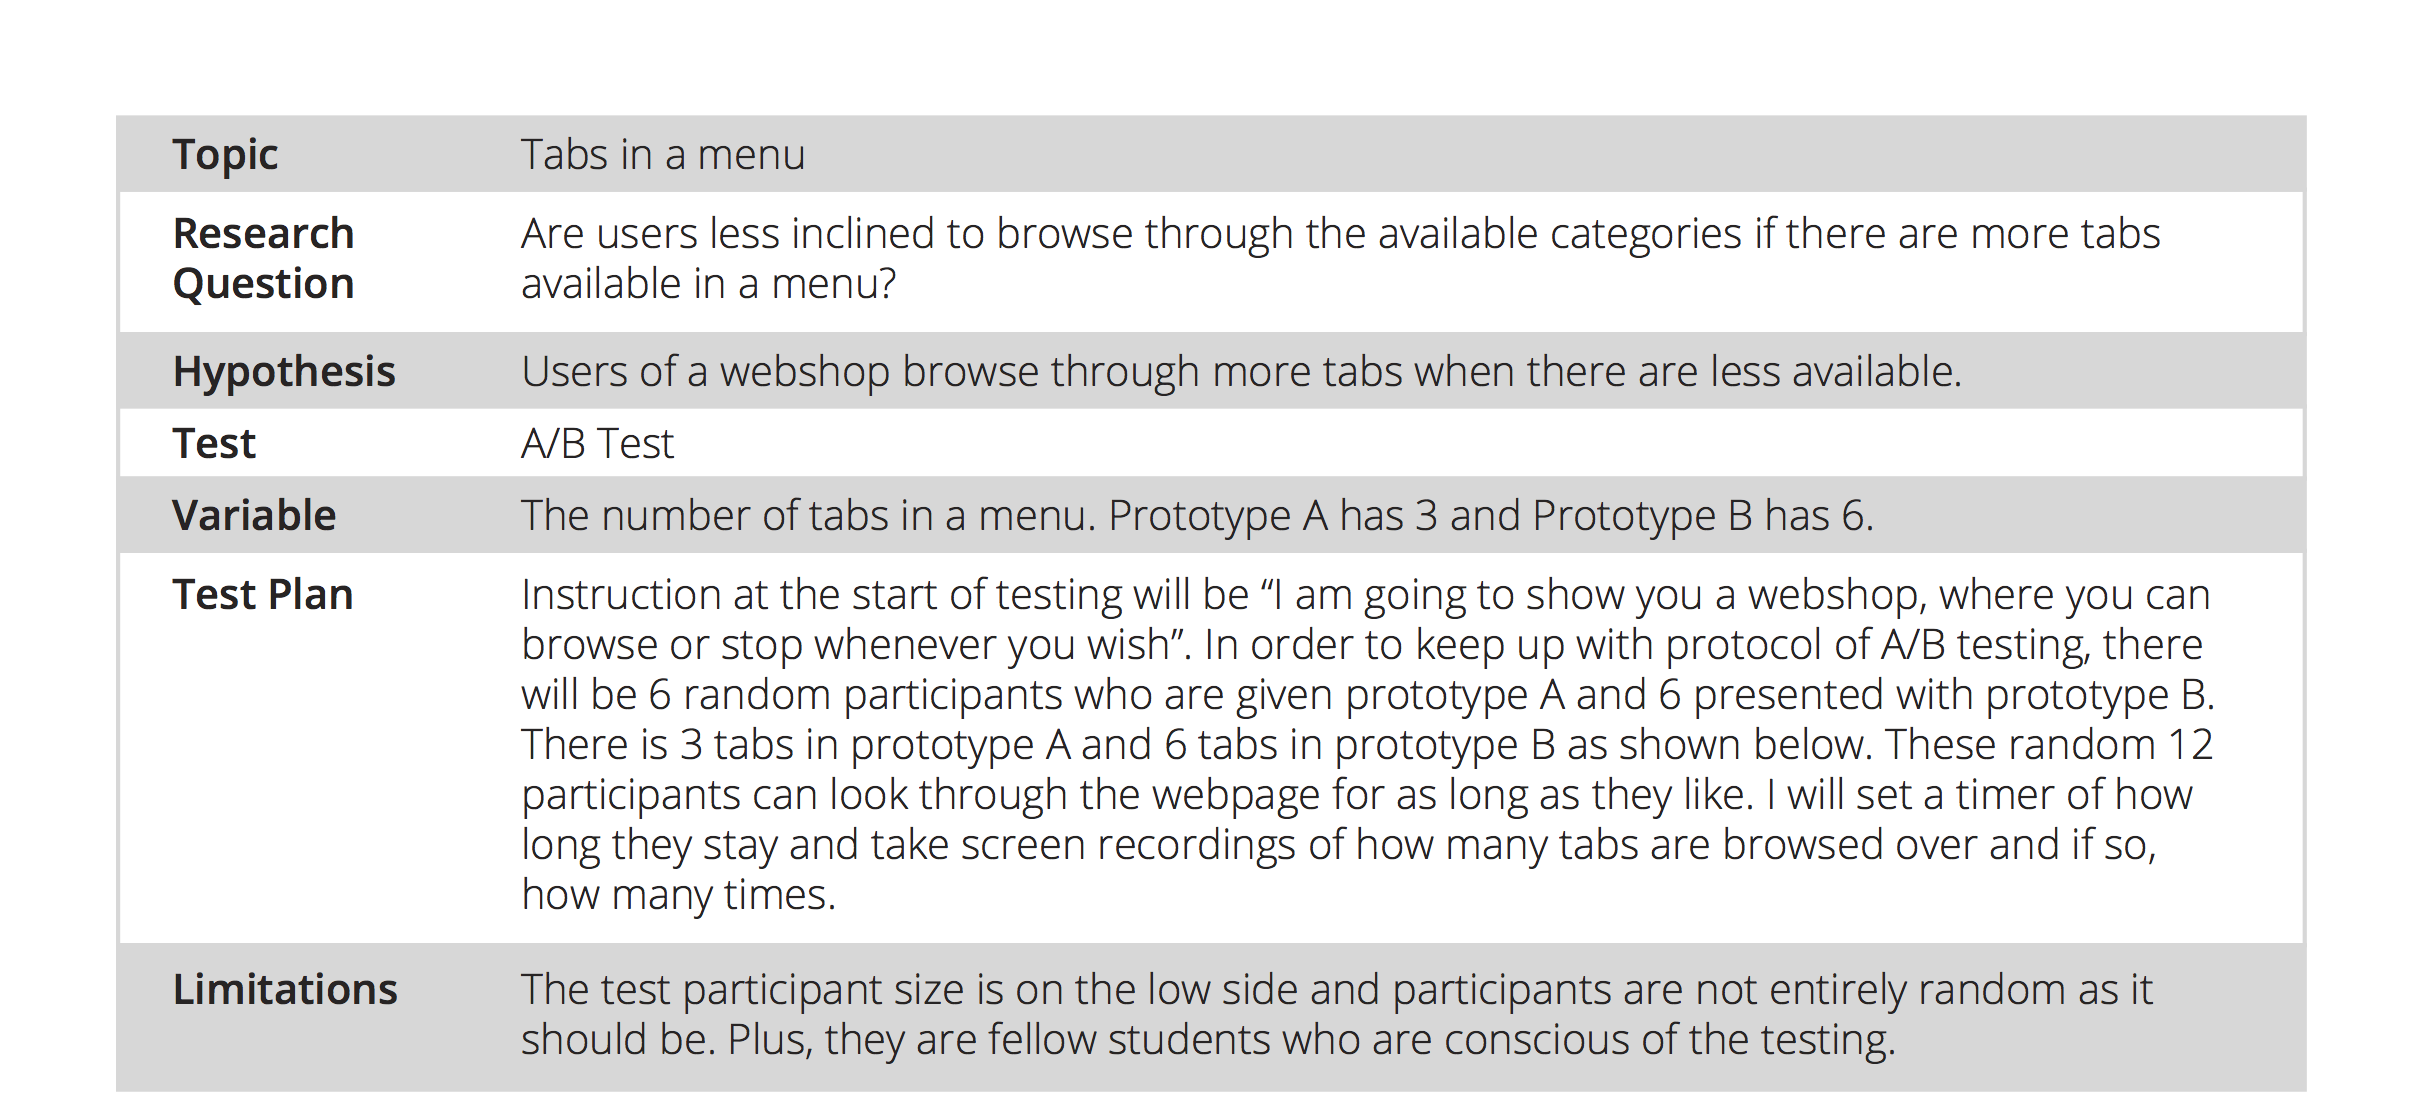 Topic Tabs in a menu
Research Are users less inclined to browse through the available categories if there are more tabs
Question available in a menu?
Hypothesis Users of a webshop browse through more tabs when there are less available.
Test A/B Test
Variable The number of tabs in a menu. Prototype A has 3 and Prototype B has 6.
Test Plan Instruction at the start of testing will be “I am going to show you a webshop, where you can
browse or stop whenever you wish”. In order to keep up with protocol of A/B testing, there
will be 6 random participants who are given prototype A and 6 presented with prototype B.
There is 3 tabs in prototype A and 6 tabs in prototype B as shown below. These random 12
participants can look through the webpage for as long as they like. I will set a timer of how
long they stay and take screen recordings of how many tabs are browsed over and if so,
how many times.
Limitations The test participant size is on the low side and participants are not entirely random as it
should be. Plus, they are fellow students who are conscious of the testing.